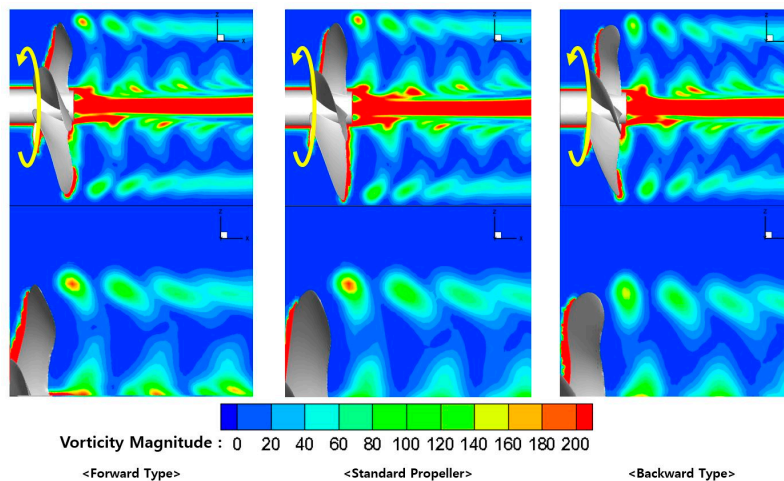 Z
X
Z
X
Z
X
Z
X
Z
X
Z
X
Vorticity Magnitude : 0 20 40 60 80 100 120 140 160 180 200
<Forward Type> <Standard Propeller> <Backward Type>